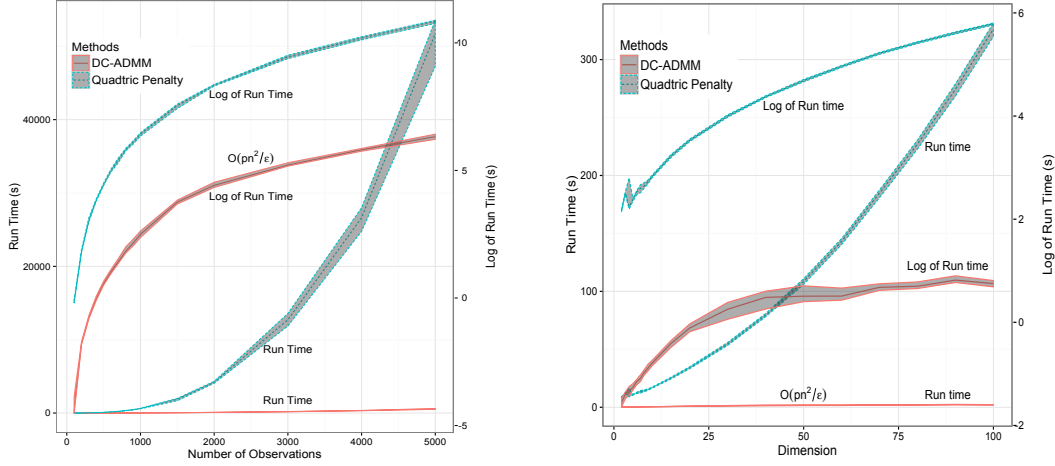 Methods
DC-ADMM
Quadtric Penalty
Log of Run Time
O(pn²/ε)
Log of Run Time
Run Time
Run Time
0
20000
40000
Run Time (s)
-5
0
5
10
Log of Run Time (s)
0
1000
2000
3000
4000
5000
Number of Observations
Methods
DC-ADMM
Quadtric Penalty
Log of Run time
Run time
Log of Run time
O(pn²/ε)
Run time
0
100
200
300
Run Time (s)
-2
0
2
4
6
Log of Run Time (s)
0
25
50
75
100
Dimension